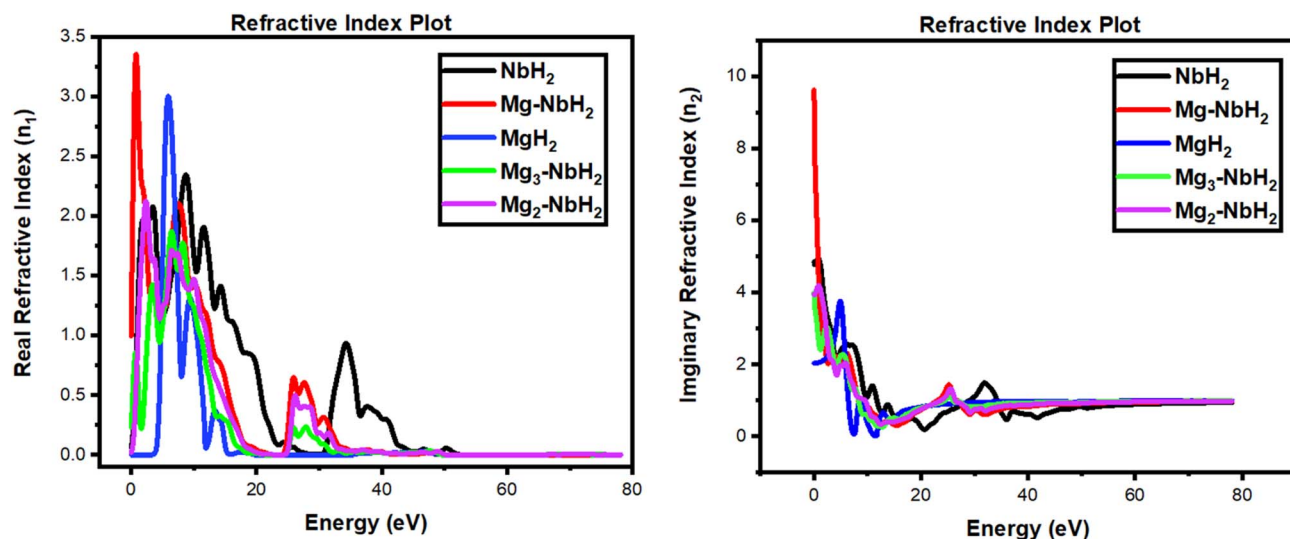 Refractive Index Plot
Real Refractive Index (n₁)
3.5
3.0
2.5
2.0
1.5
1.0
0.5
0.0
NbH₂
Mg-NbH₂
MgH₂
Mg₃-NbH₂
Mg₂-NbH₂
0 20 40 60 80
Energy (eV)
Refractive Index Plot
Imginary Refractive Index (n₂)
10
8
6
4
2
0
NbH₂
Mg-NbH₂
MgH₂
Mg₃-NbH₂
Mg₂-NbH₂
0 20 40 60 80
Energy (eV)